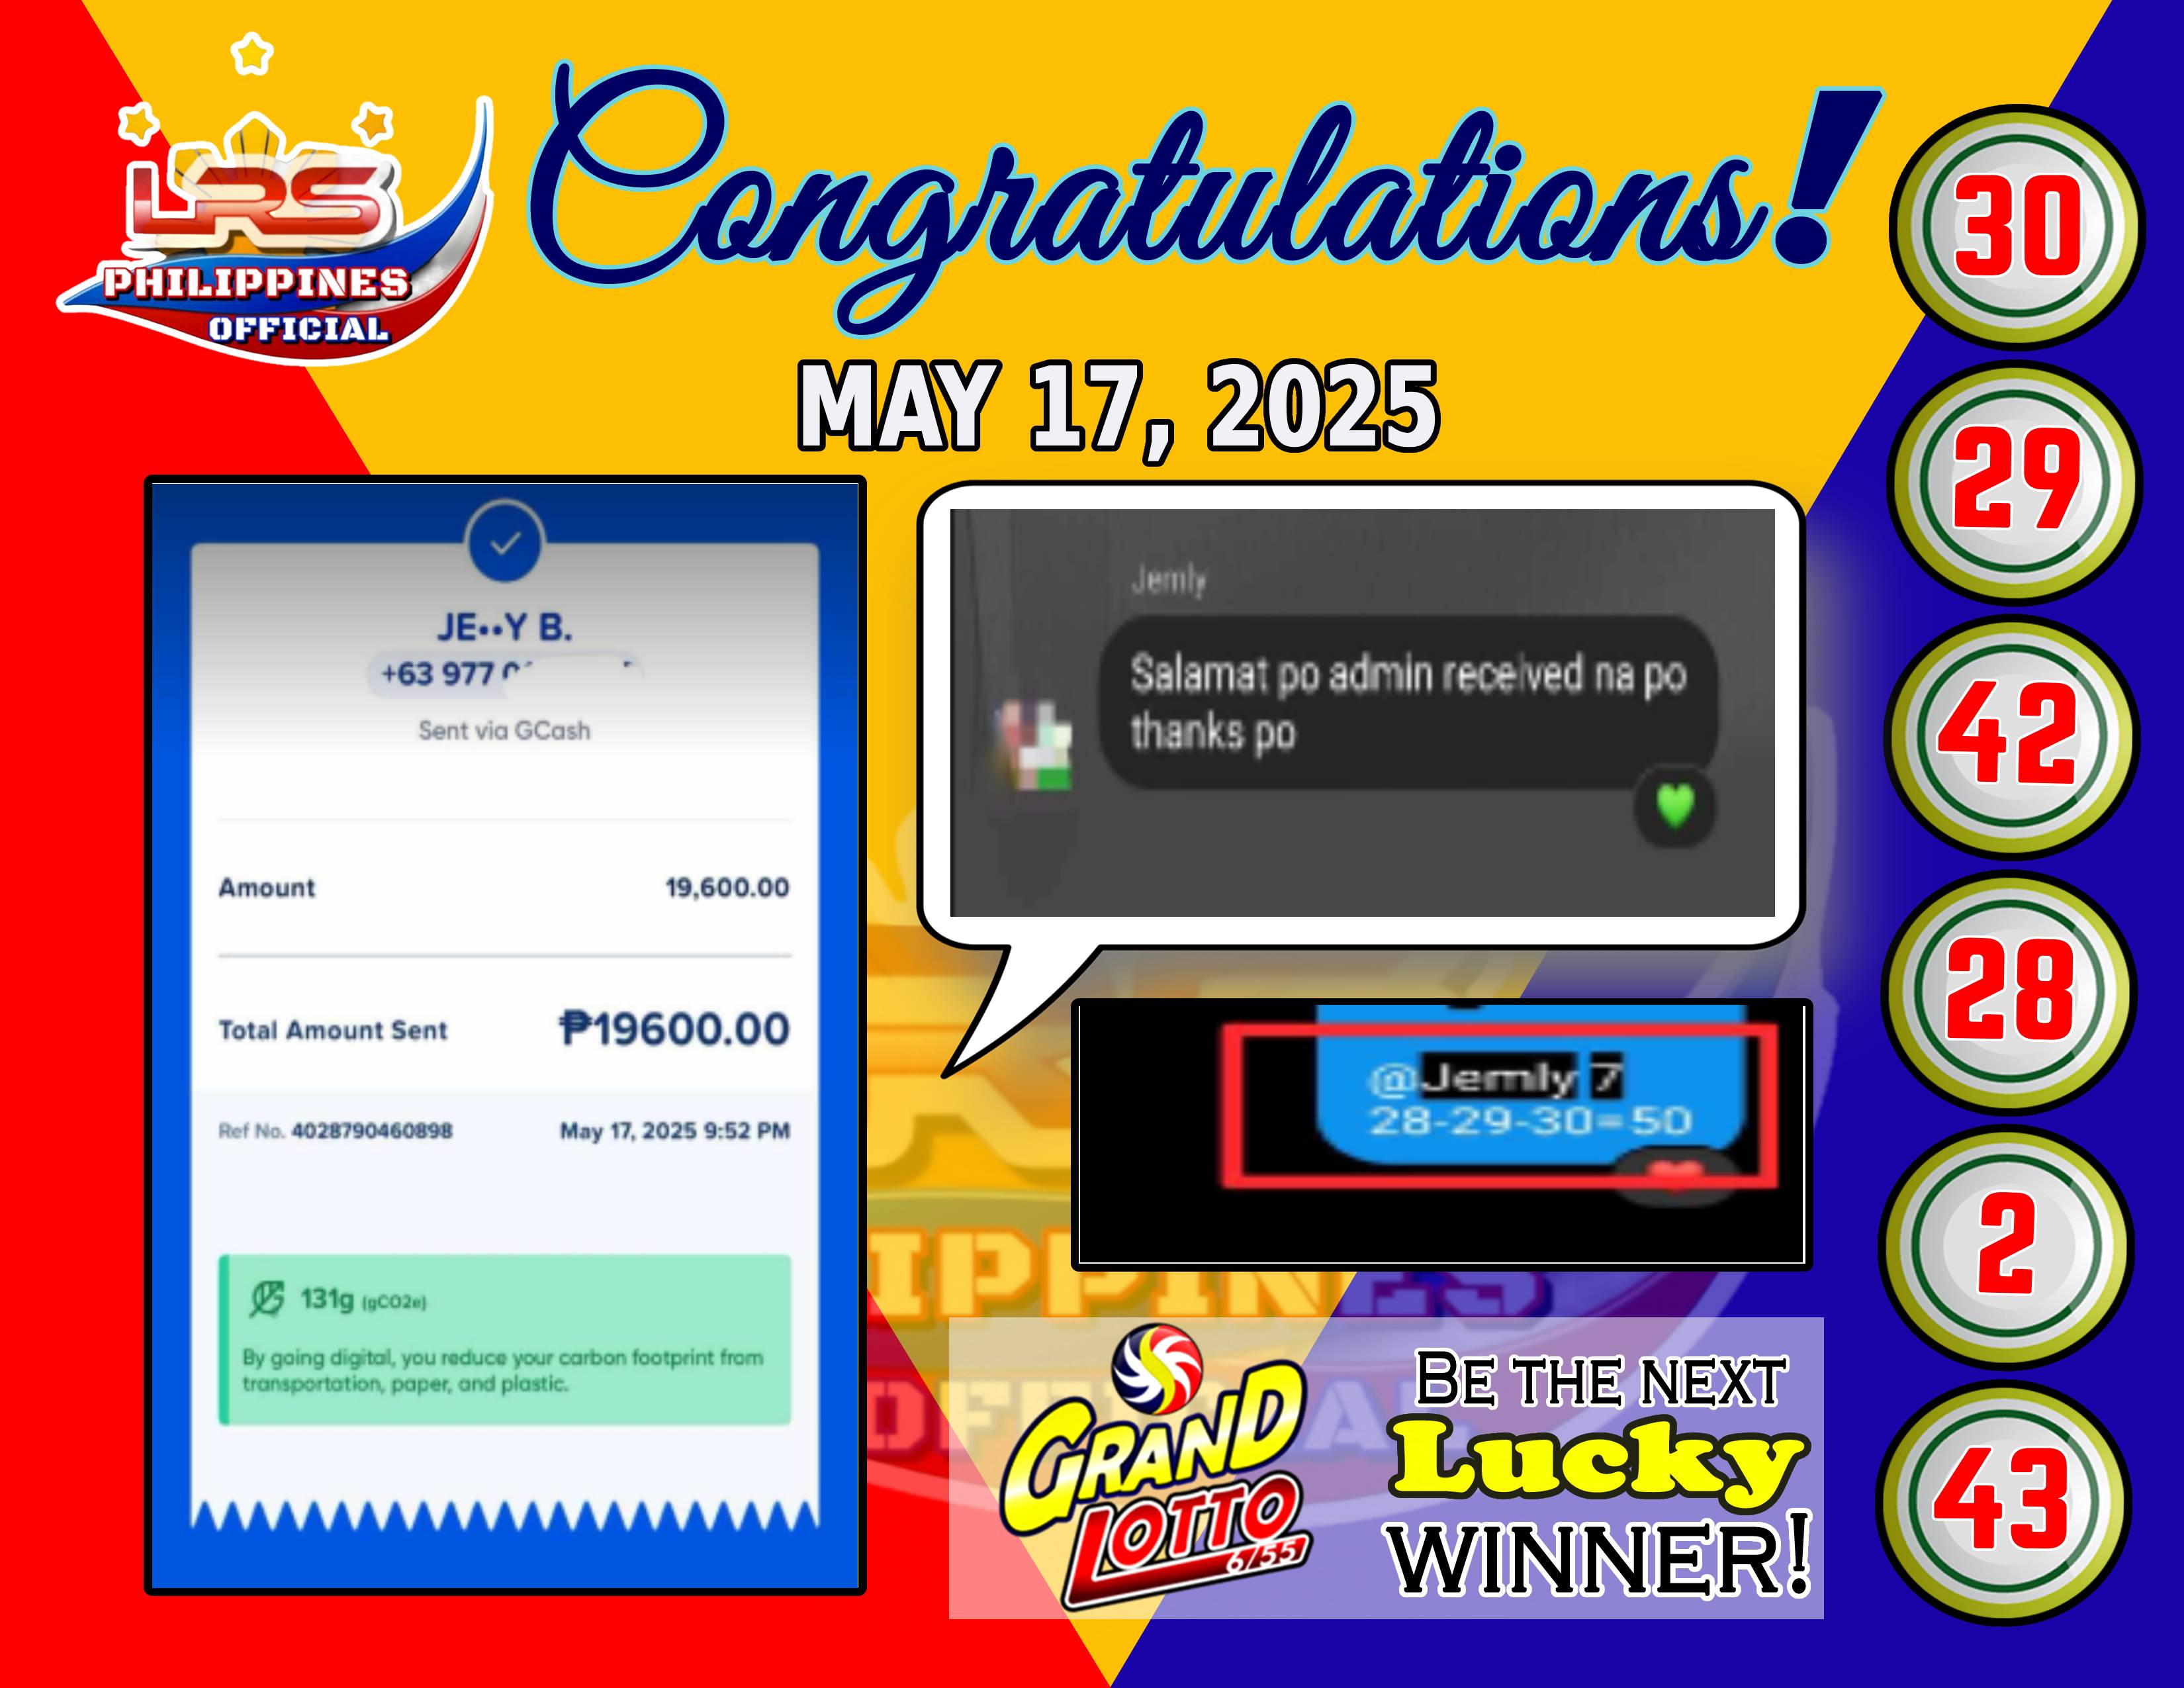 LRS
PHILIPPINES
OFFICIAL
Congratulations!
MAY 17, 2025
JE••Y B.
+63 977
Sent via GCash
Amount 19,600.00
Total Amount Sent ₱19600.00
Ref No. 4028790460898 May 17, 2025 9:52 PM
131g (gCO2e)
By going digital, you reduce your carbon footprint from
transportation, paper, and plastic.
Jemly
Salamat po admin received na po
thanks po
@Jemly 7
28-29-30=50
GRAND
LOTTO
6/55
BE THE NEXT
Lucky
WINNER!
30
29
42
28
2
43